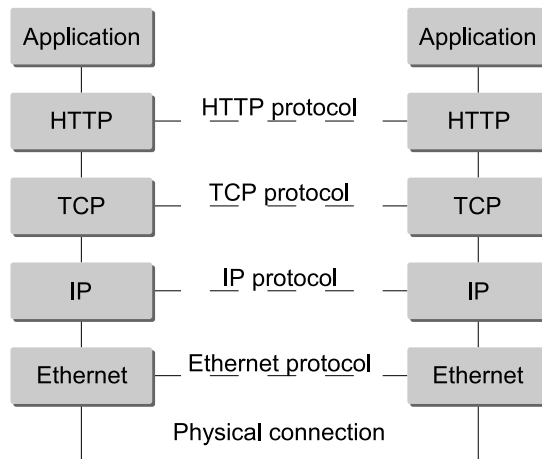 Application
Application
HTTP
HTTP protocol
HTTP
TCP
TCP protocol
TCP
IP
IP protocol
IP
Ethernet
Ethernet protocol
Ethernet
Physical connection